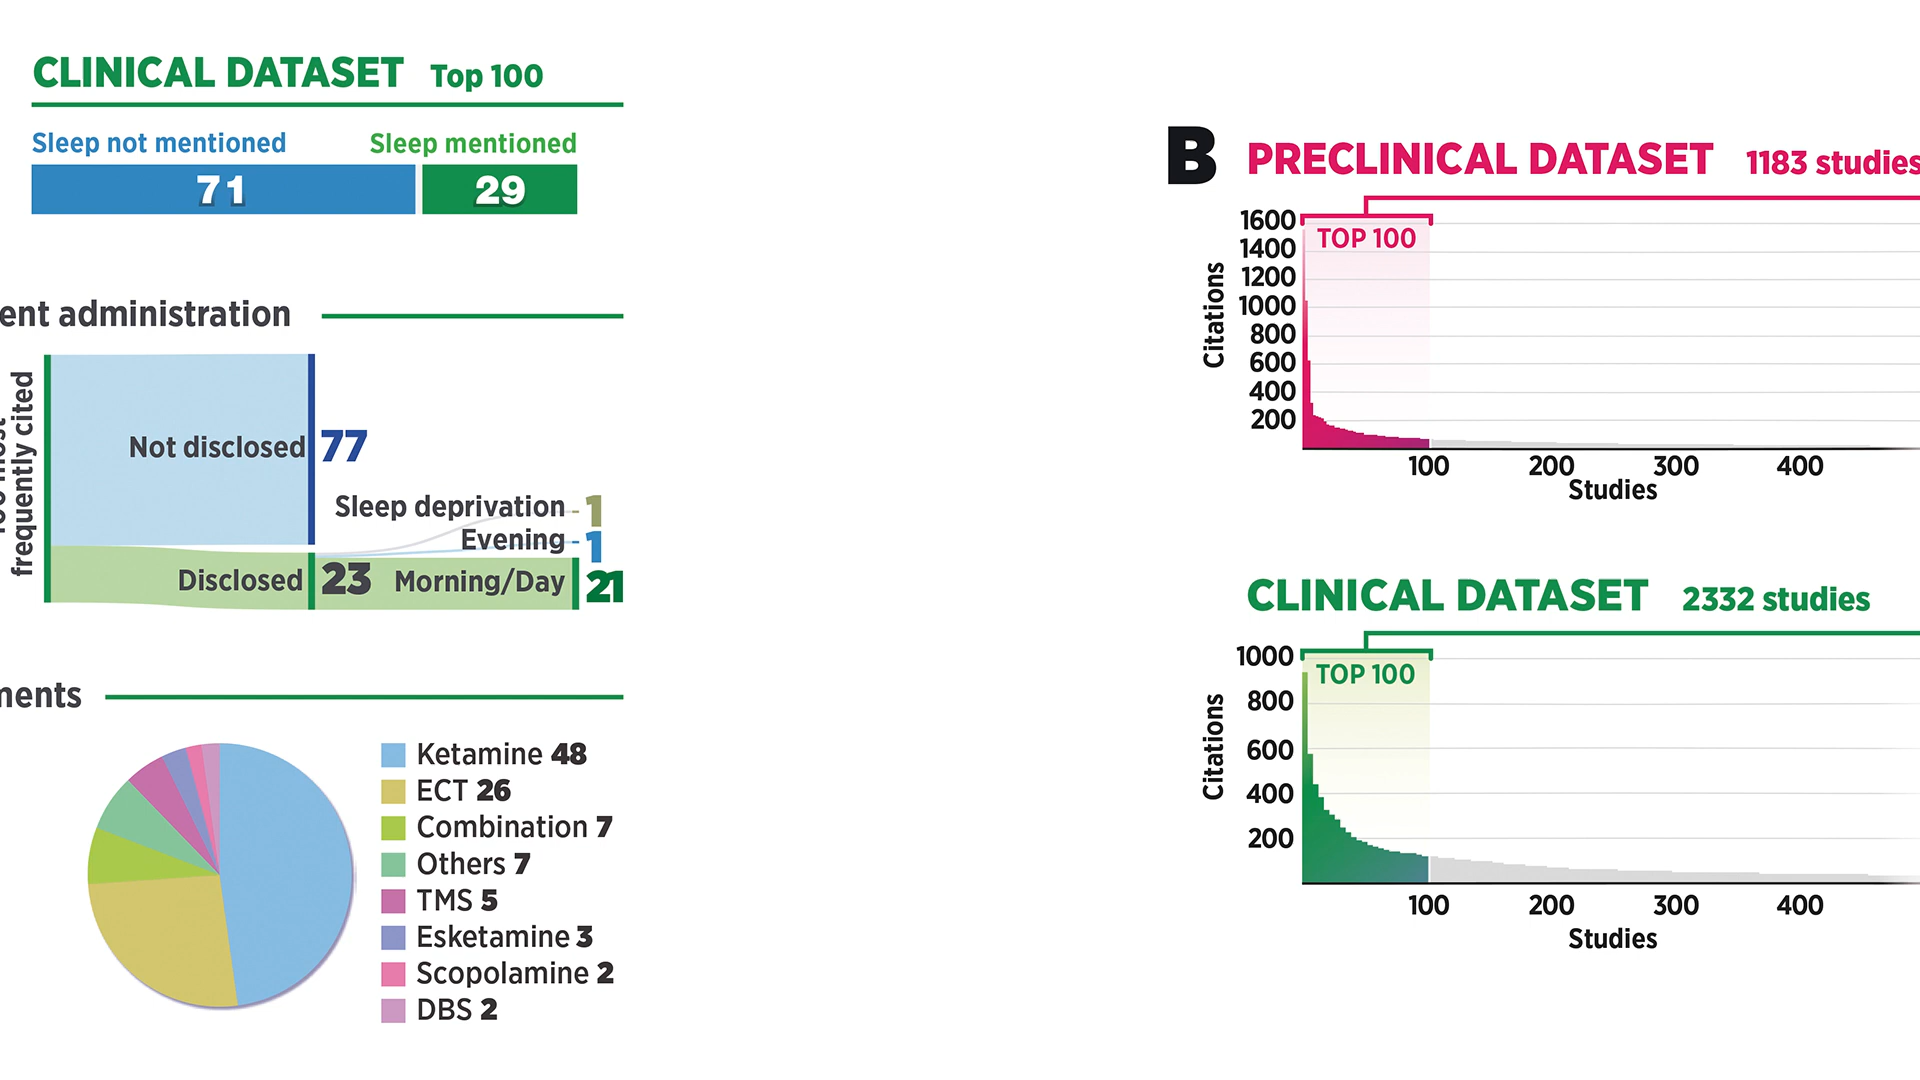 CLINICAL DATASET Top 100
Sleep not mentioned Sleep mentioned
71 29
ent administration
frequently cited
Not disclosed 77
Sleep deprivation 1
Evening 1
Disclosed 23 Morning/Day 21
ments
Ketamine 48
ECT 26
Combination 7
Others 7
TMS 5
Esketamine 3
Scopolamine 2
DBS 2
B PRECLINICAL DATASET 1183 studies
TOP 100
Citations
1600
1400
1200
1000
800
600
400
200
100 200 300 400
Studies
CLINICAL DATASET 2332 studies
TOP 100
Citations
1000
800
600
400
200
100 200 300 400
Studies